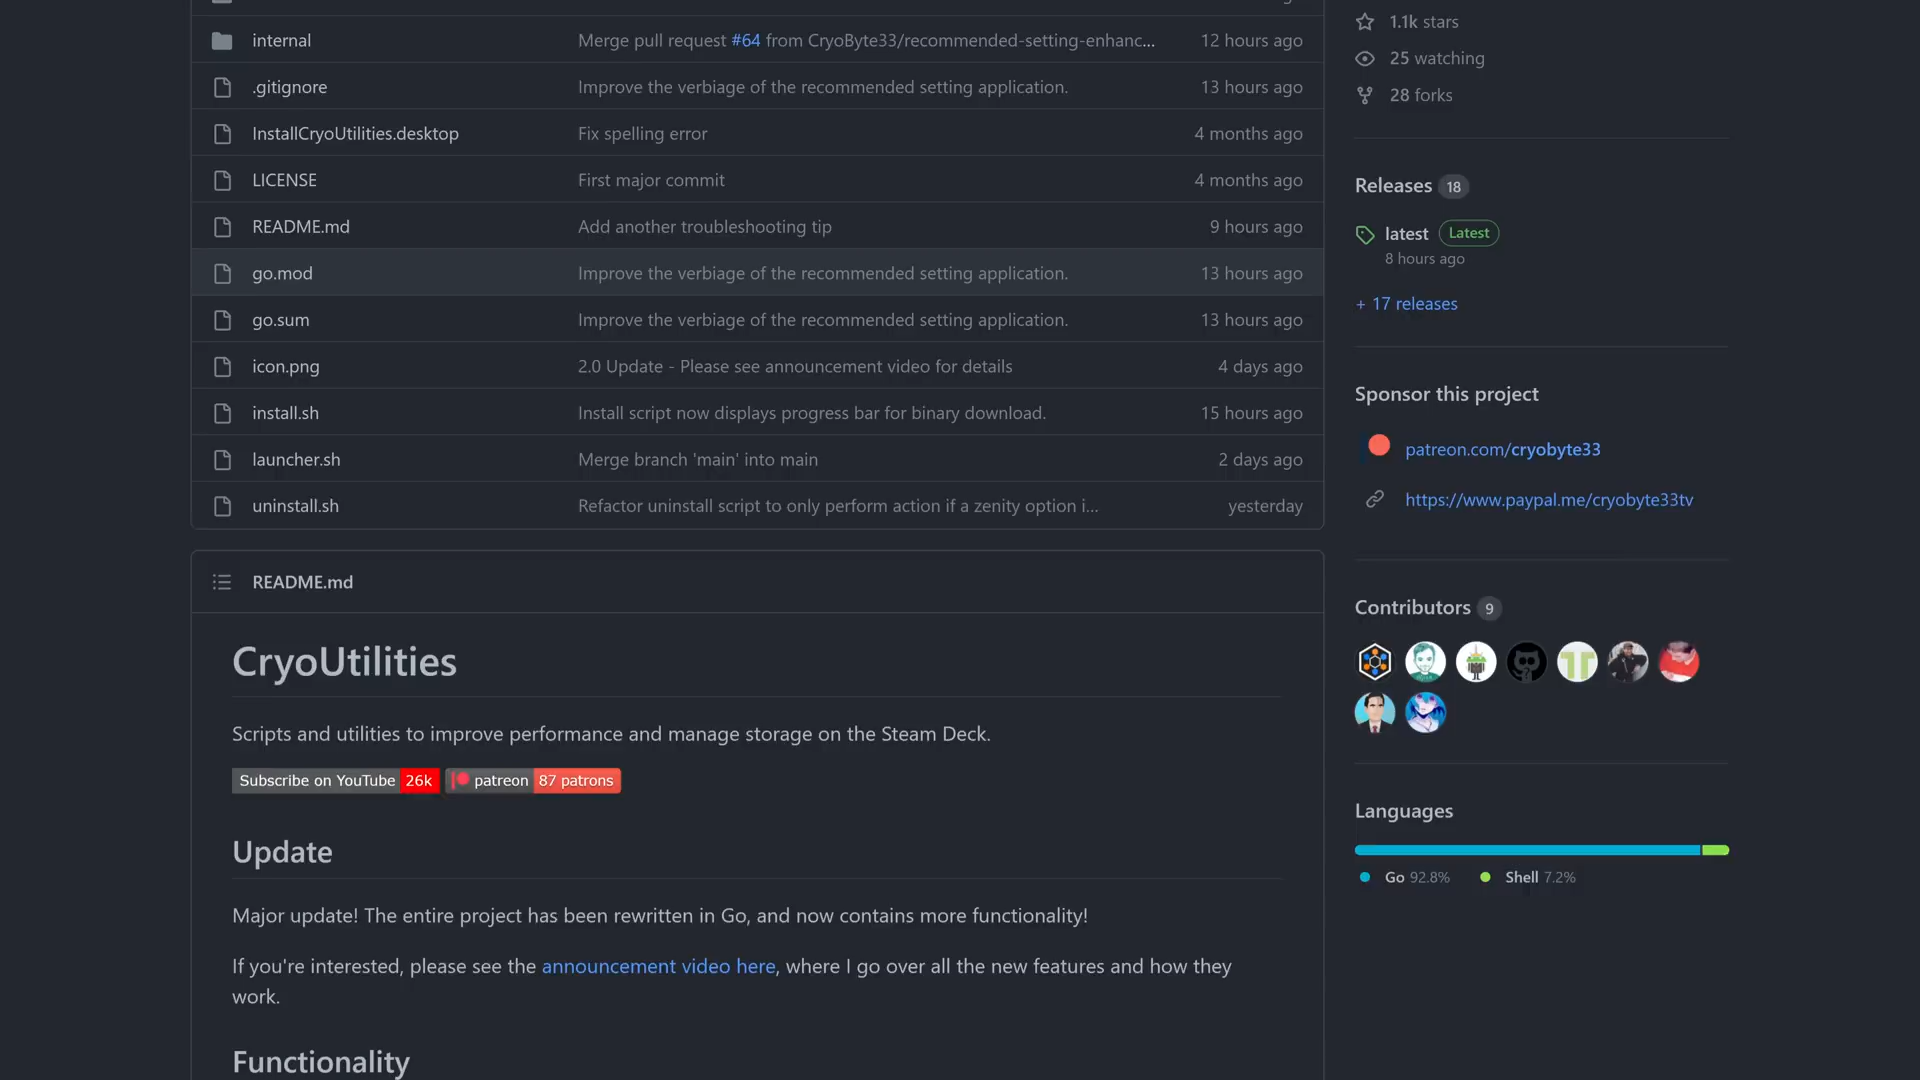 internal Merge pull request #64 from CryoByte33/recommended-setting-enhanc... 12 hours ago
.gitignore Improve the verbiage of the recommended setting application. 13 hours ago
InstallCryoUtilities.desktop Fix spelling error 4 months ago
LICENSE First major commit 4 months ago
README.md Add another troubleshooting tip 9 hours ago
go.mod Improve the verbiage of the recommended setting application. 13 hours ago
go.sum Improve the verbiage of the recommended setting application. 13 hours ago
icon.png 2.0 Update - Please see announcement video for details 4 days ago
install.sh Install script now displays progress bar for binary download. 15 hours ago
launcher.sh Merge branch 'main' into main 2 days ago
uninstall.sh Refactor uninstall script to only perform action if a zenity option i... yesterday
README.md
CryoUtilities
Scripts and utilities to improve performance and manage storage on the Steam Deck.
Subscribe on YouTube 26k patreon 87 patrons
Update
Major update! The entire project has been rewritten in Go, and now contains more functionality!
If you're interested, please see the announcement video here, where I go over all the new features and how they
work.
Functionality
1.1k stars
25 watching
28 forks
Releases 18
latest Latest
8 hours ago
+ 17 releases
Sponsor this project
patreon.com/cryobyte33
https://www.paypal.me/cryobyte33tv
Contributors 9
Languages
Go 92.8% Shell 7.2%